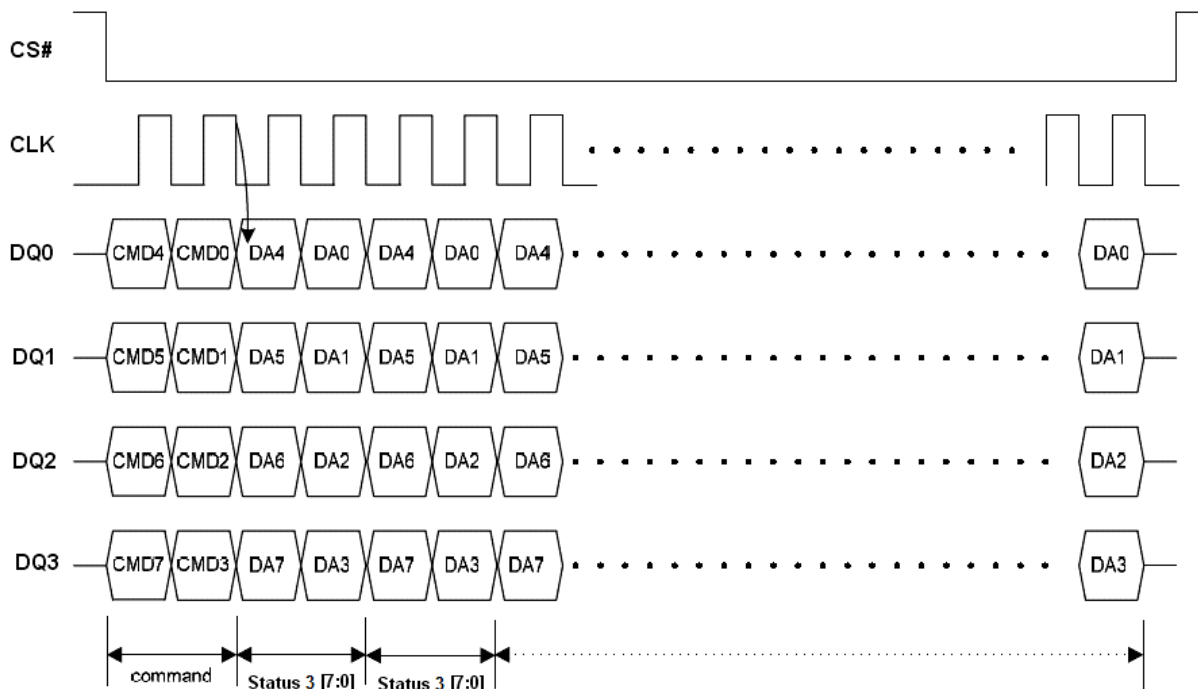 CS#
CLK
DQ0 CMD4 CMD0 DA4 DA0 DA4 DA0 DA4 DA0
DQ1 CMD5 CMD1 DA5 DA1 DA5 DA1 DA5 DA1
DQ2 CMD6 CMD2 DA6 DA2 DA6 DA2 DA6 DA2
DQ3 CMD7 CMD3 DA7 DA3 DA7 DA3 DA7 DA3
command Status 3 [7:0] Status 3 [7:0]